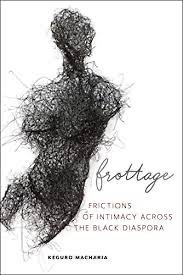 frottage
FRICTIONS
OF INTIMACY ACROSS
THE BLACK DIASPORA
KEGURO MACHARIA